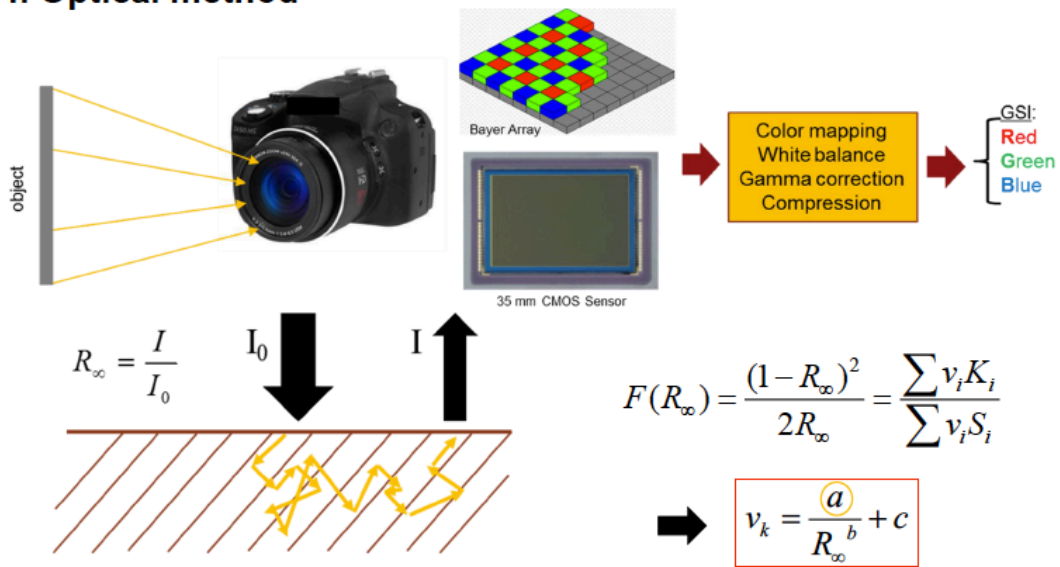 Optical method
object
Bayer Array
35 mm CMOS Sensor
Color mapping
White balance
Gamma correction
Compression
GSI:
Red
Green
Blue
R∞ = I / I0
I0
I
F(R∞) = (1 − R∞)² / 2R∞ = ∑ viKi / ∑ viSi
vk = a / R∞^b + c